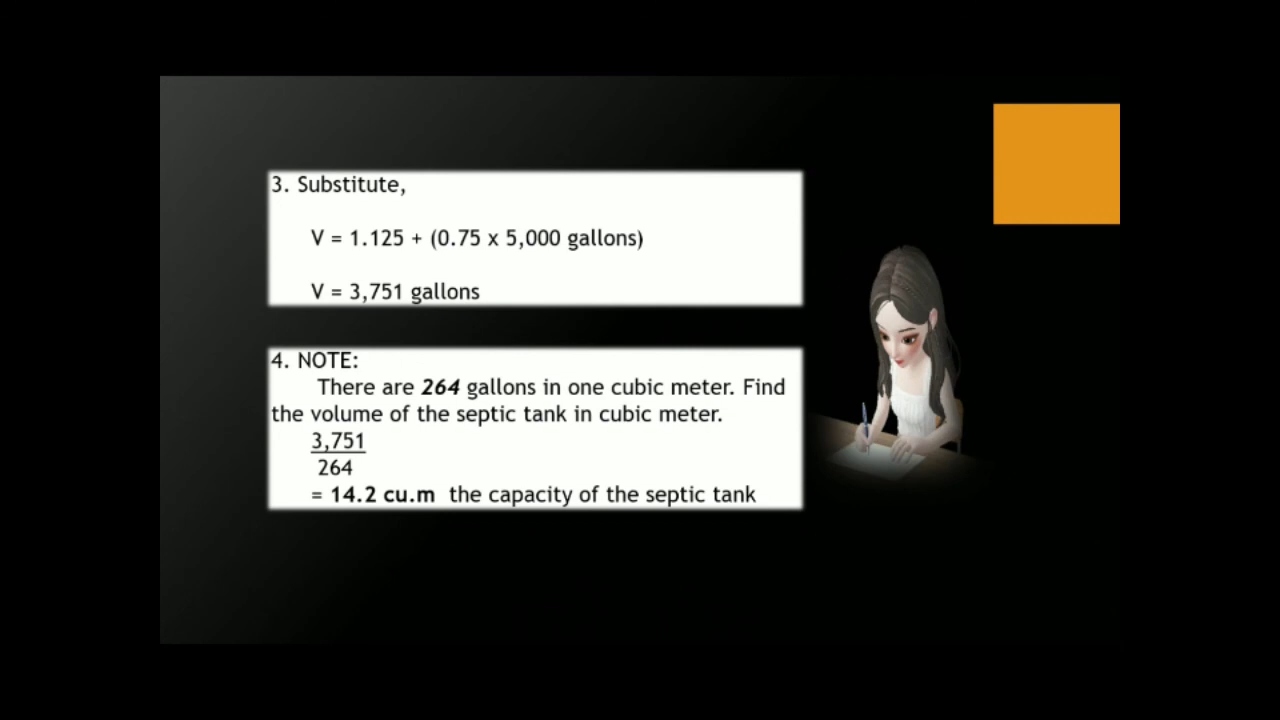 3. Substitute,
V = 1.125 + (0.75 x 5,000 gallons)
V = 3,751 gallons
4. NOTE:
There are 264 gallons in one cubic meter. Find
the volume of the septic tank in cubic meter.
3,751
264
= 14.2 cu.m the capacity of the septic tank